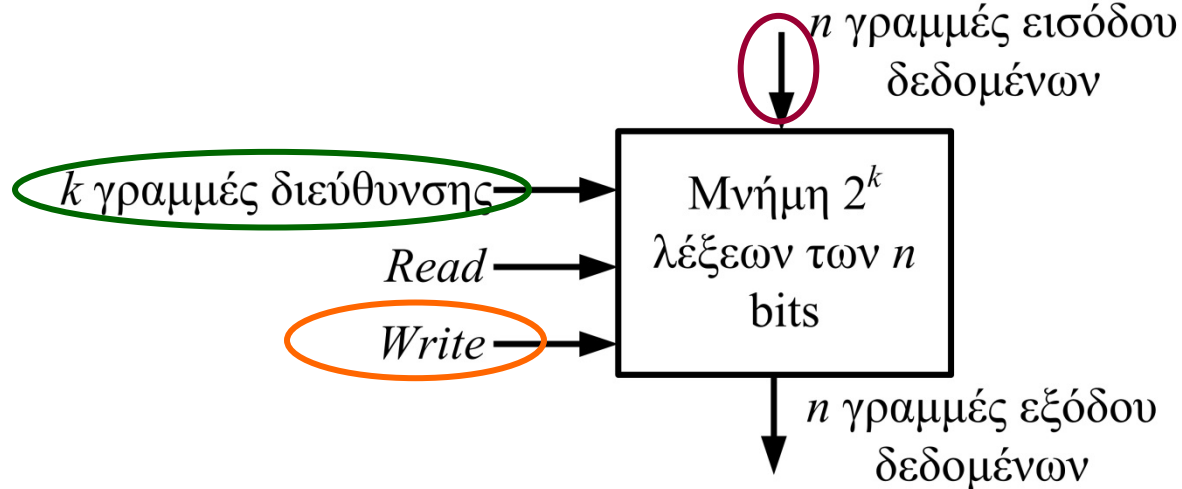 n γραμμές εισόδου
δεδομένων
k γραμμές διεύθυνσης
Read
Write
Μνήμη 2^k
λέξεων των n
bits
n γραμμές εξόδου
δεδομένων